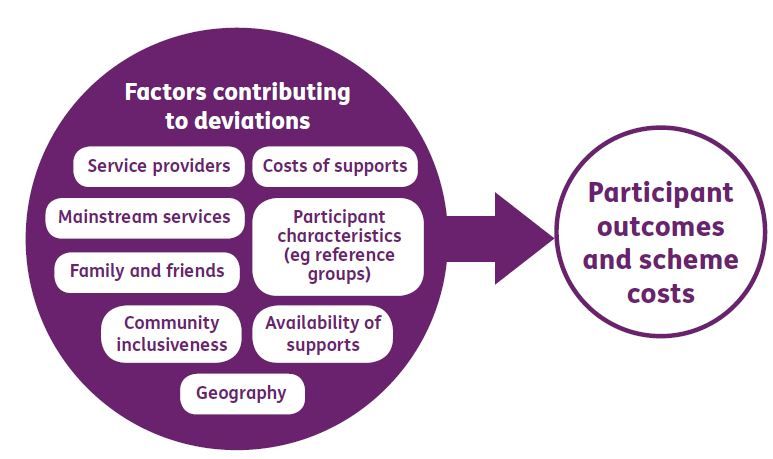 Factors contributing
to deviations
Service providers
Costs of supports
Mainstream services
Participant
characteristics
(eg reference
groups)
Family and friends
Community
inclusiveness
Availability of
supports
Geography
Participant
outcomes
and scheme
costs